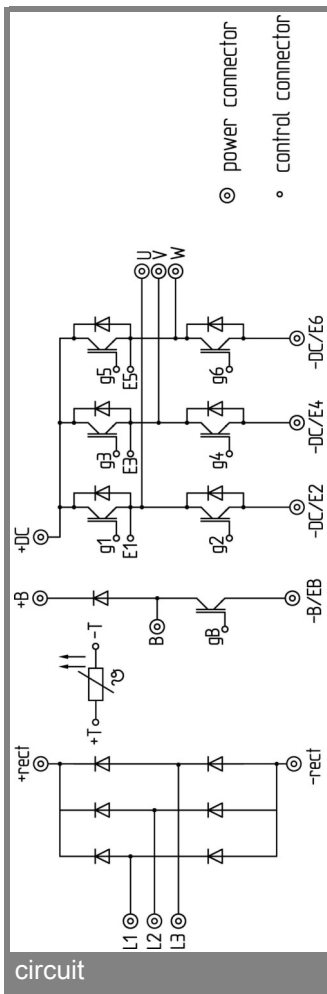 power connector
control connector
U
V
W
+DC
g1
E1
g3
E3
g5
E5
g2
g4
g6
-DC/E2
-DC/E4
-DC/E6
+B
B
gB
-B/EB
+T
-T
ϑ
+rect
-rect
L1
L2
L3
circuit